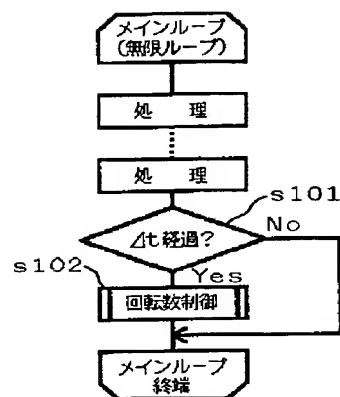 メインループ
(無限ループ)
処 理
処 理
s101
⊿t経過?
No
s102
Yes
回転数制御
メインループ
終端